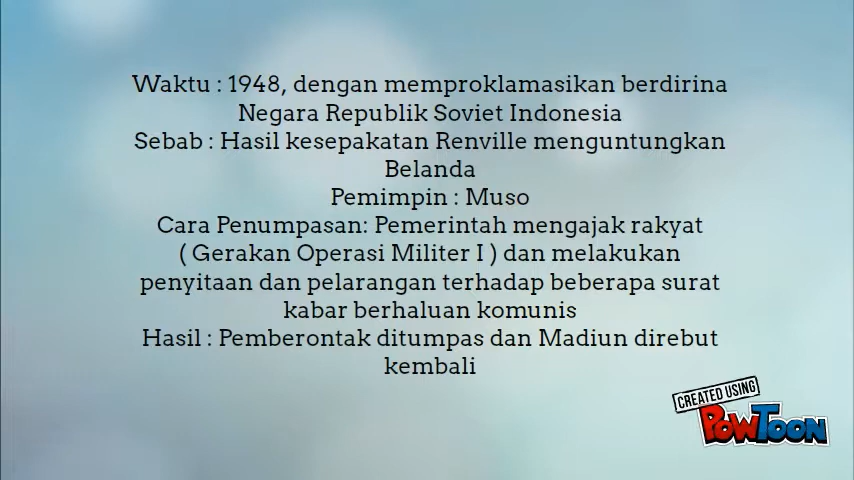 Waktu : 1948, dengan memproklamasikan berdirina
Negara Republik Soviet Indonesia
Sebab : Hasil kesepakatan Renville menguntungkan
Belanda
Pemimpin : Muso
Cara Penumpasan: Pemerintah mengajak rakyat
( Gerakan Operasi Militer I ) dan melakukan
penyitaan dan pelarangan terhadap beberapa surat
kabar berhaluan komunis
Hasil : Pemberontak ditumpas dan Madiun direbut
kembali
CREATED USING
POWTOON